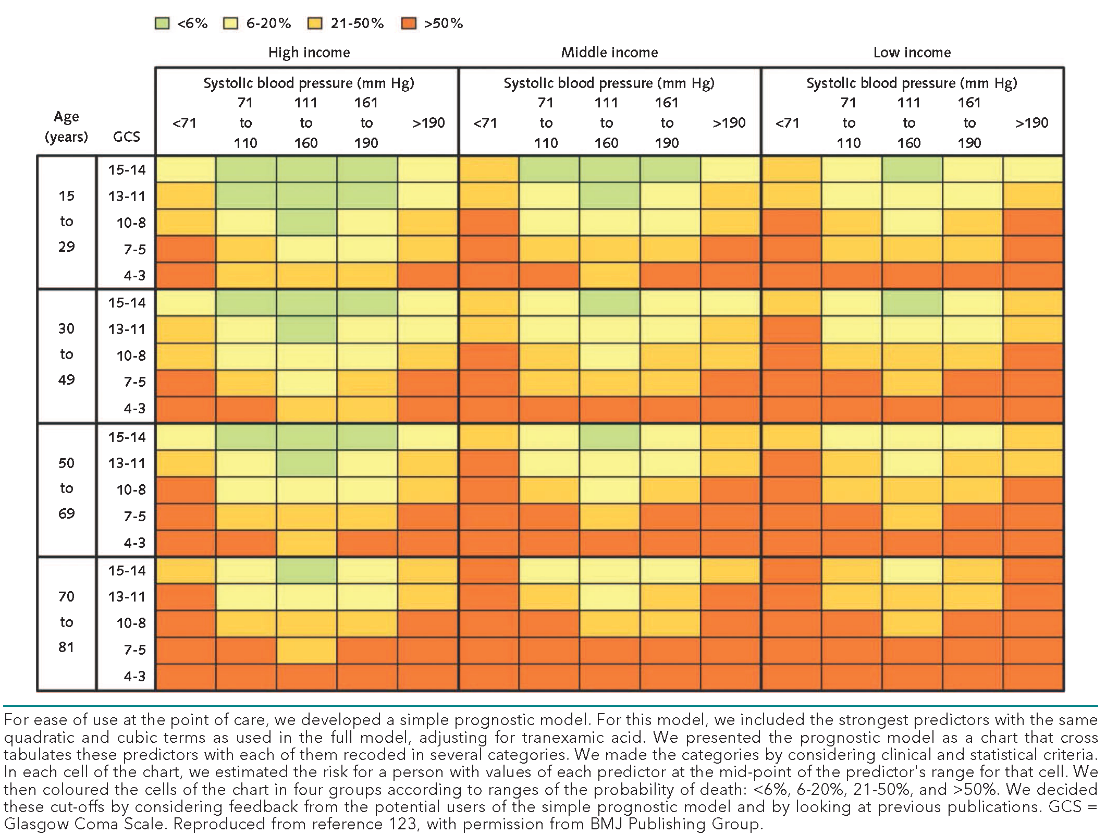 <6% 6-20% 21-50% >50%
High income Middle income Low income
Systolic blood pressure (mm Hg) Systolic blood pressure (mm Hg) Systolic blood pressure (mm Hg)
Age (years) GCS <71 71 to 110 111 to 160 161 to 190 >190 <71 71 to 110 111 to 160 161 to 190 >190 <71 71 to 110 111 to 160 161 to 190 >190
15 to 29
15-14
13-11
10-8
7-5
4-3
30 to 49
15-14
13-11
10-8
7-5
4-3
50 to 69
15-14
13-11
10-8
7-5
4-3
70 to 81
15-14
13-11
10-8
7-5
4-3
For ease of use at the point of care, we developed a simple prognostic model. For this model, we included the strongest predictors with the same
quadratic and cubic terms as used in the full model, adjusting for tranexamic acid. We presented the prognostic model as a chart that cross
tabulates these predictors with each of them recoded in several categories. We made the categories by considering clinical and statistical criteria.
In each cell of the chart, we estimated the risk for a person with values of each predictor at the mid-point of the predictor's range for that cell. We
then coloured the cells of the chart in four groups according to ranges of the probability of death: <6%, 6-20%, 21-50%, and >50%. We decided
these cut-offs by considering feedback from the potential users of the simple prognostic model and by looking at previous publications. GCS =
Glasgow Coma Scale. Reproduced from reference 123, with permission from BMJ Publishing Group.